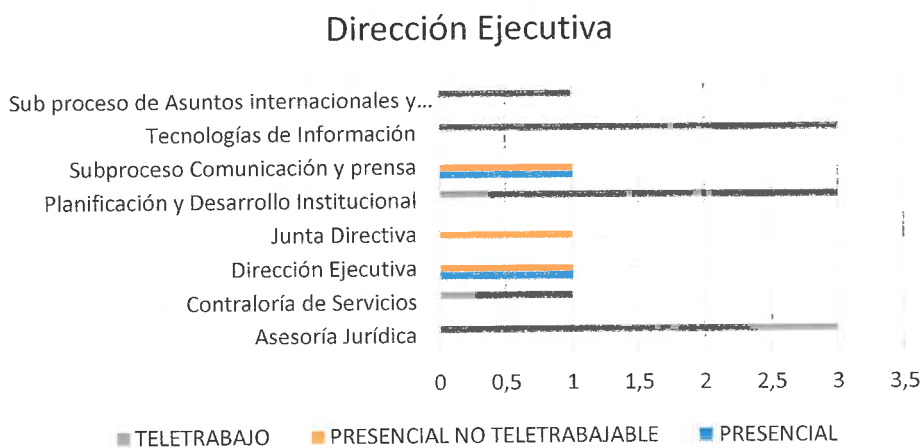 Dirección Ejecutiva
Sub proceso de Asuntos internacionales y...
Tecnologías de Información
Subproceso Comunicación y prensa
Planificación y Desarrollo Institucional
Junta Directiva
Dirección Ejecutiva
Contraloría de Servicios
Asesoría Jurídica
0 0,5 1 1,5 2 2,5 3 3,5
TELETRABAJO PRESENCIAL NO TELETRABAJABLE PRESENCIAL